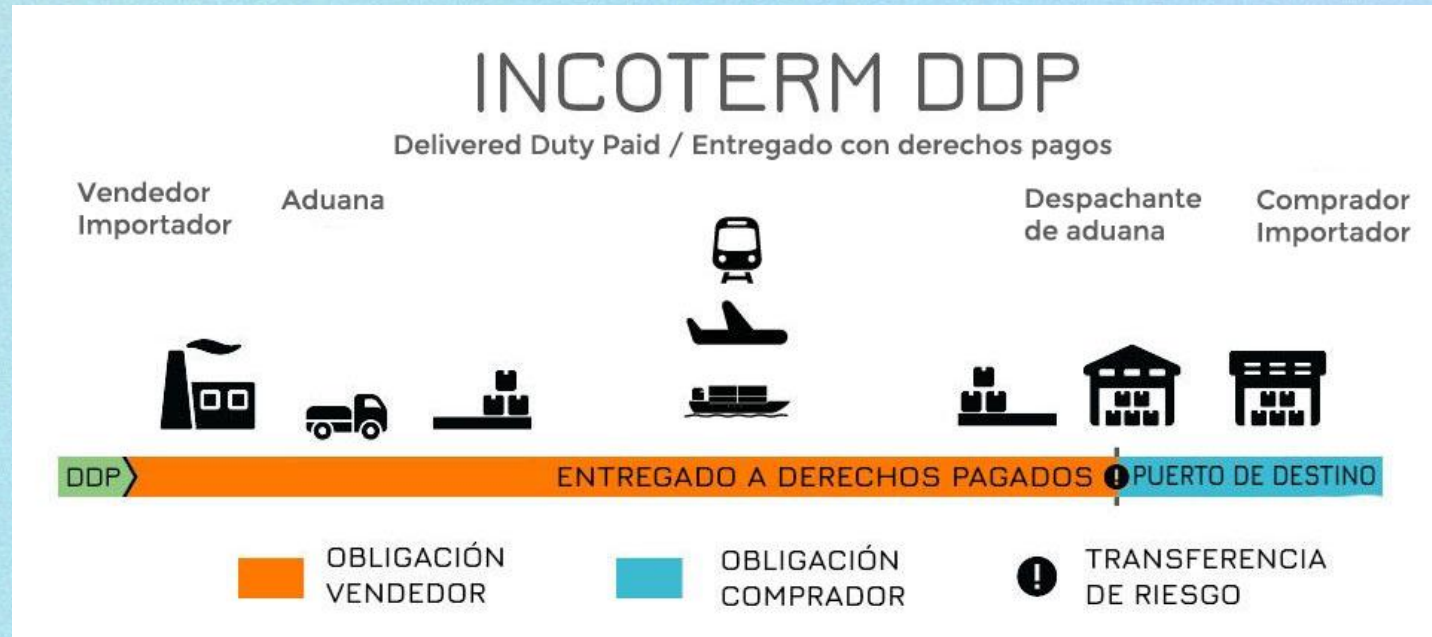 INCOTERM DDP
Delivered Duty Paid / Entregado con derechos pagos
Vendedor
Importador
Aduana
Despachante
de aduana
Comprador
Importador
DDP
ENTREGADO A DERECHOS PAGADOS
PUERTO DE DESTINO
OBLIGACIÓN
VENDEDOR
OBLIGACIÓN
COMPRADOR
TRANSFERENCIA
DE RIESGO